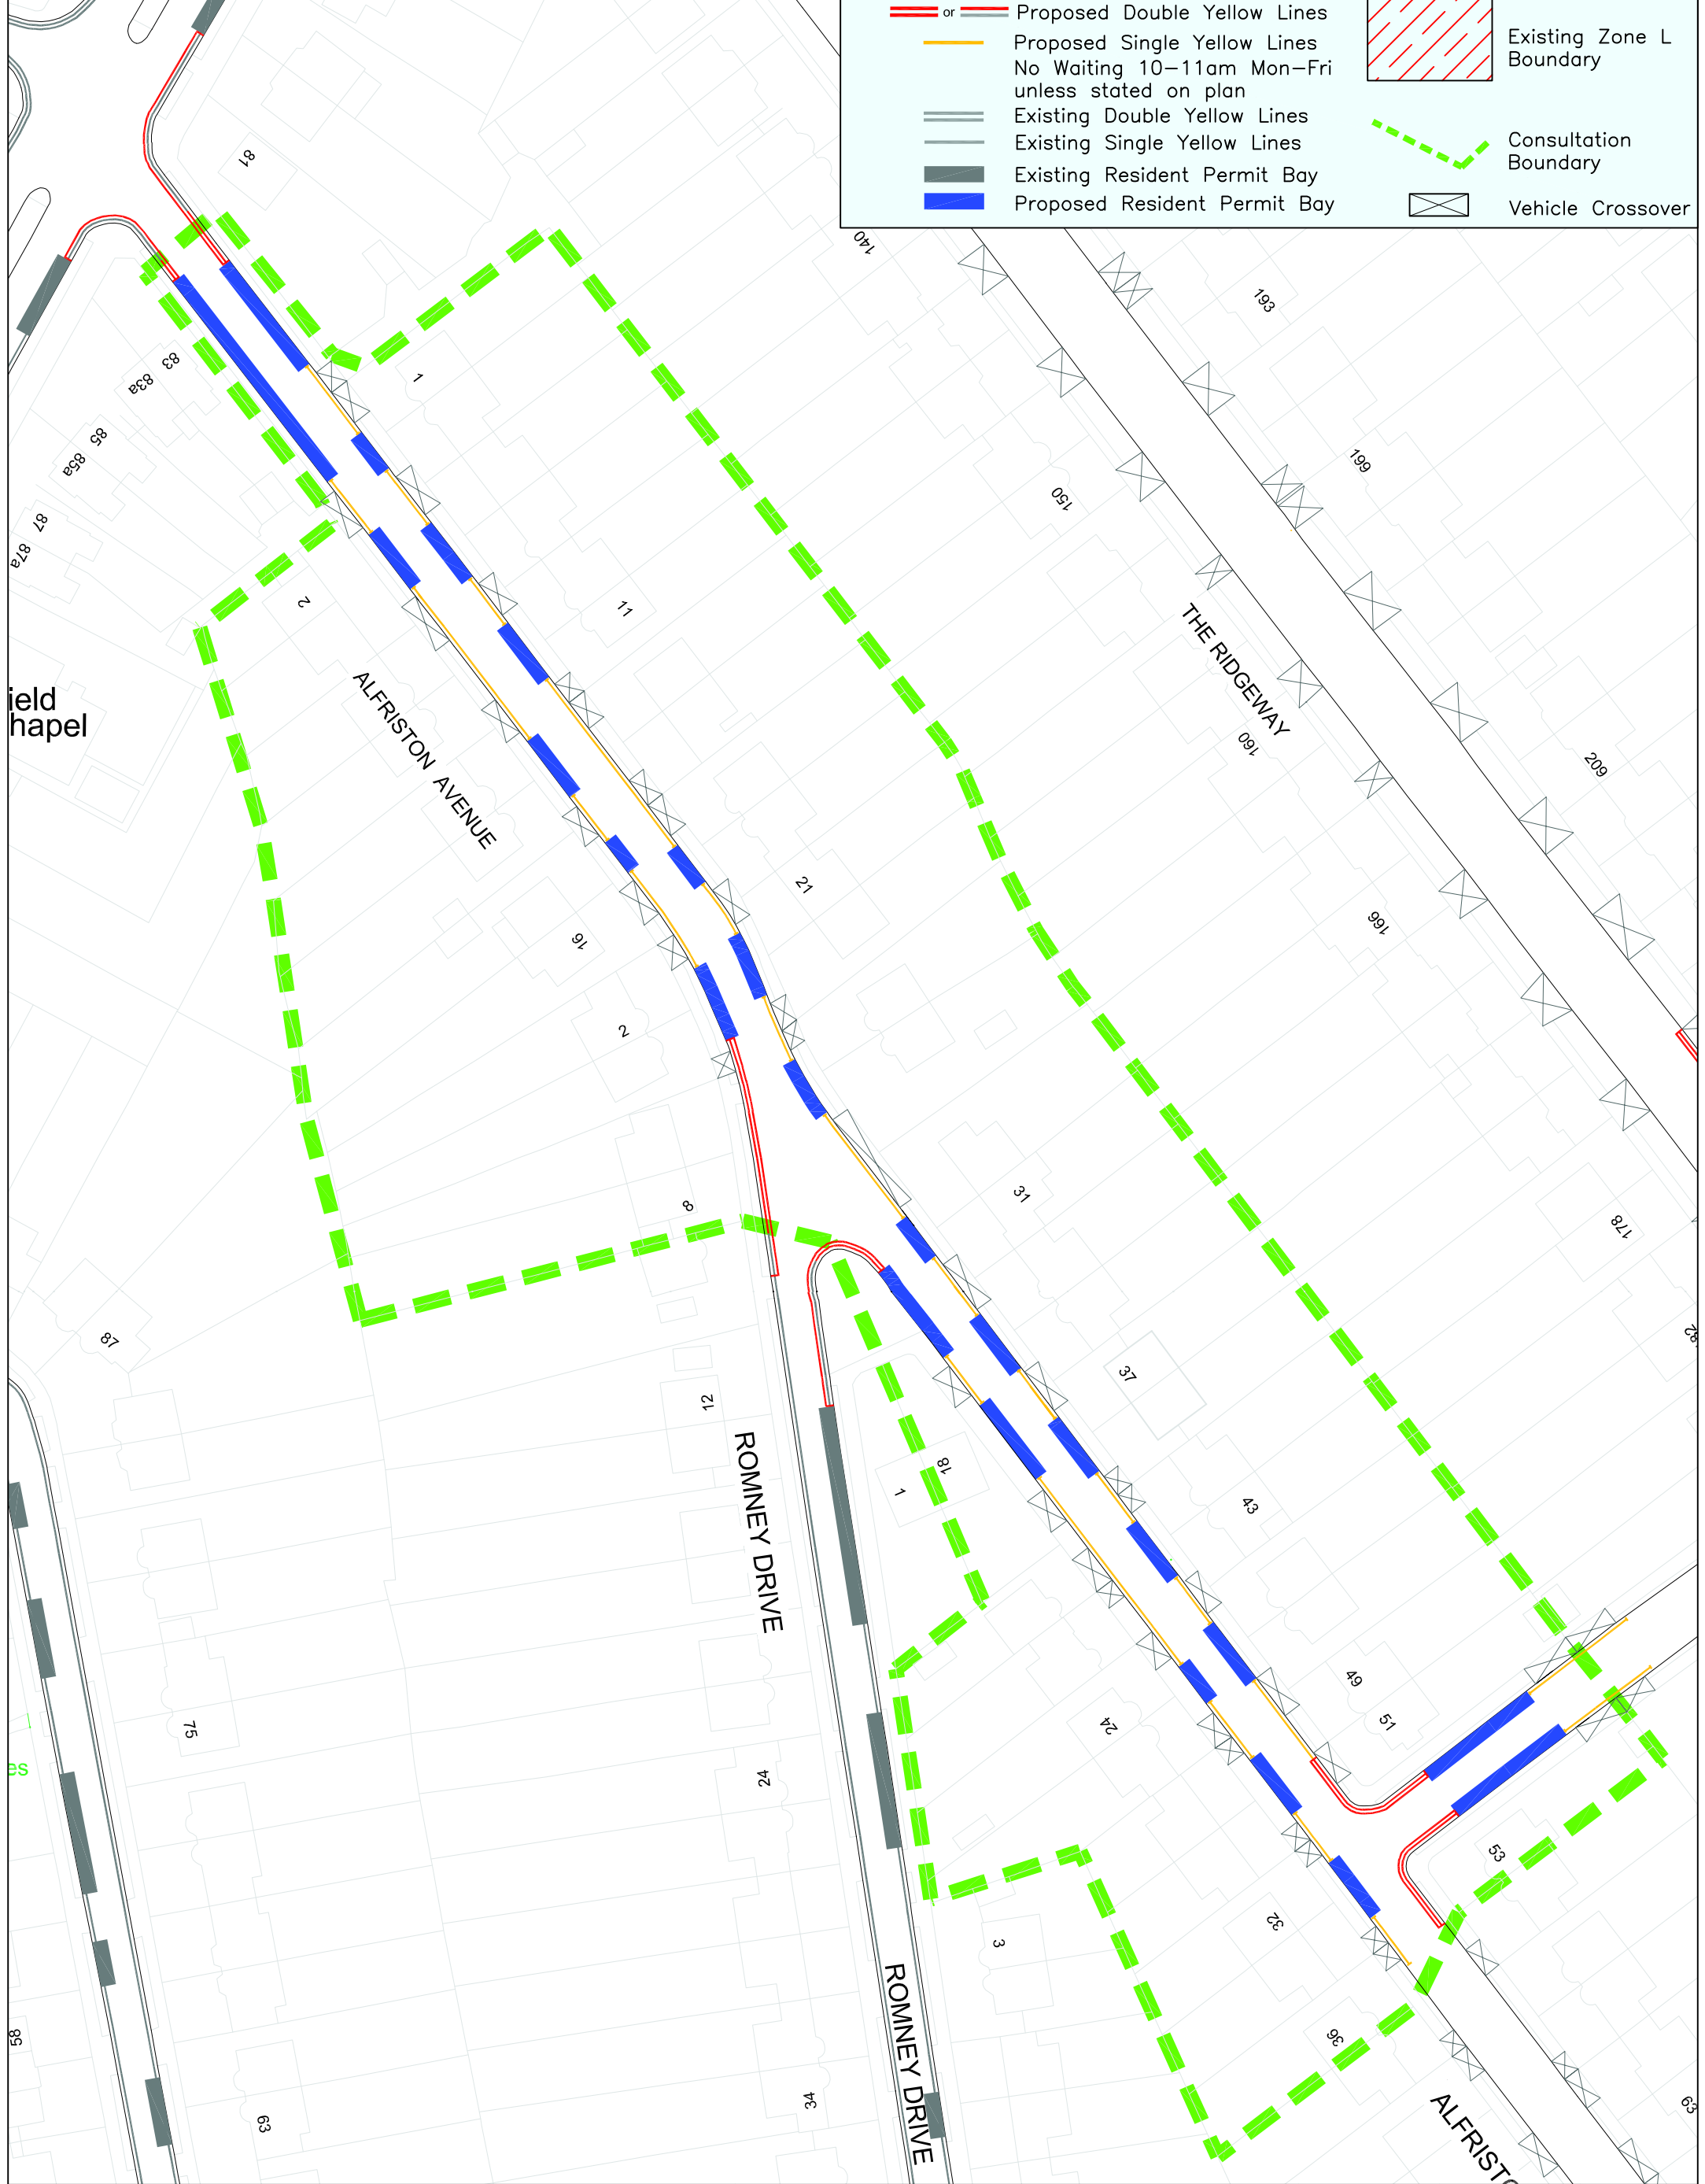 or
Proposed Double Yellow Lines
Proposed Single Yellow Lines
No Waiting 10-11am Mon-Fri
unless stated on plan
Existing Double Yellow Lines
Existing Single Yellow Lines
Existing Resident Permit Bay
Proposed Resident Permit Bay
Existing Zone L
Boundary
Consultation
Boundary
Vehicle Crossover
81
140
193
83
83a
1
85
85a
199
150
87
87a
2
11
THE RIDGEWAY
ALFRISTON AVENUE
ield
hapel
160
209
21
16
166
2
31
8
178
87
37
12
18
1
ROMNEY DRIVE
43
49
51
75
24
24
es
53
32
3
36
ROMNEY DRIVE
58
63
34
63
ALFRISTO